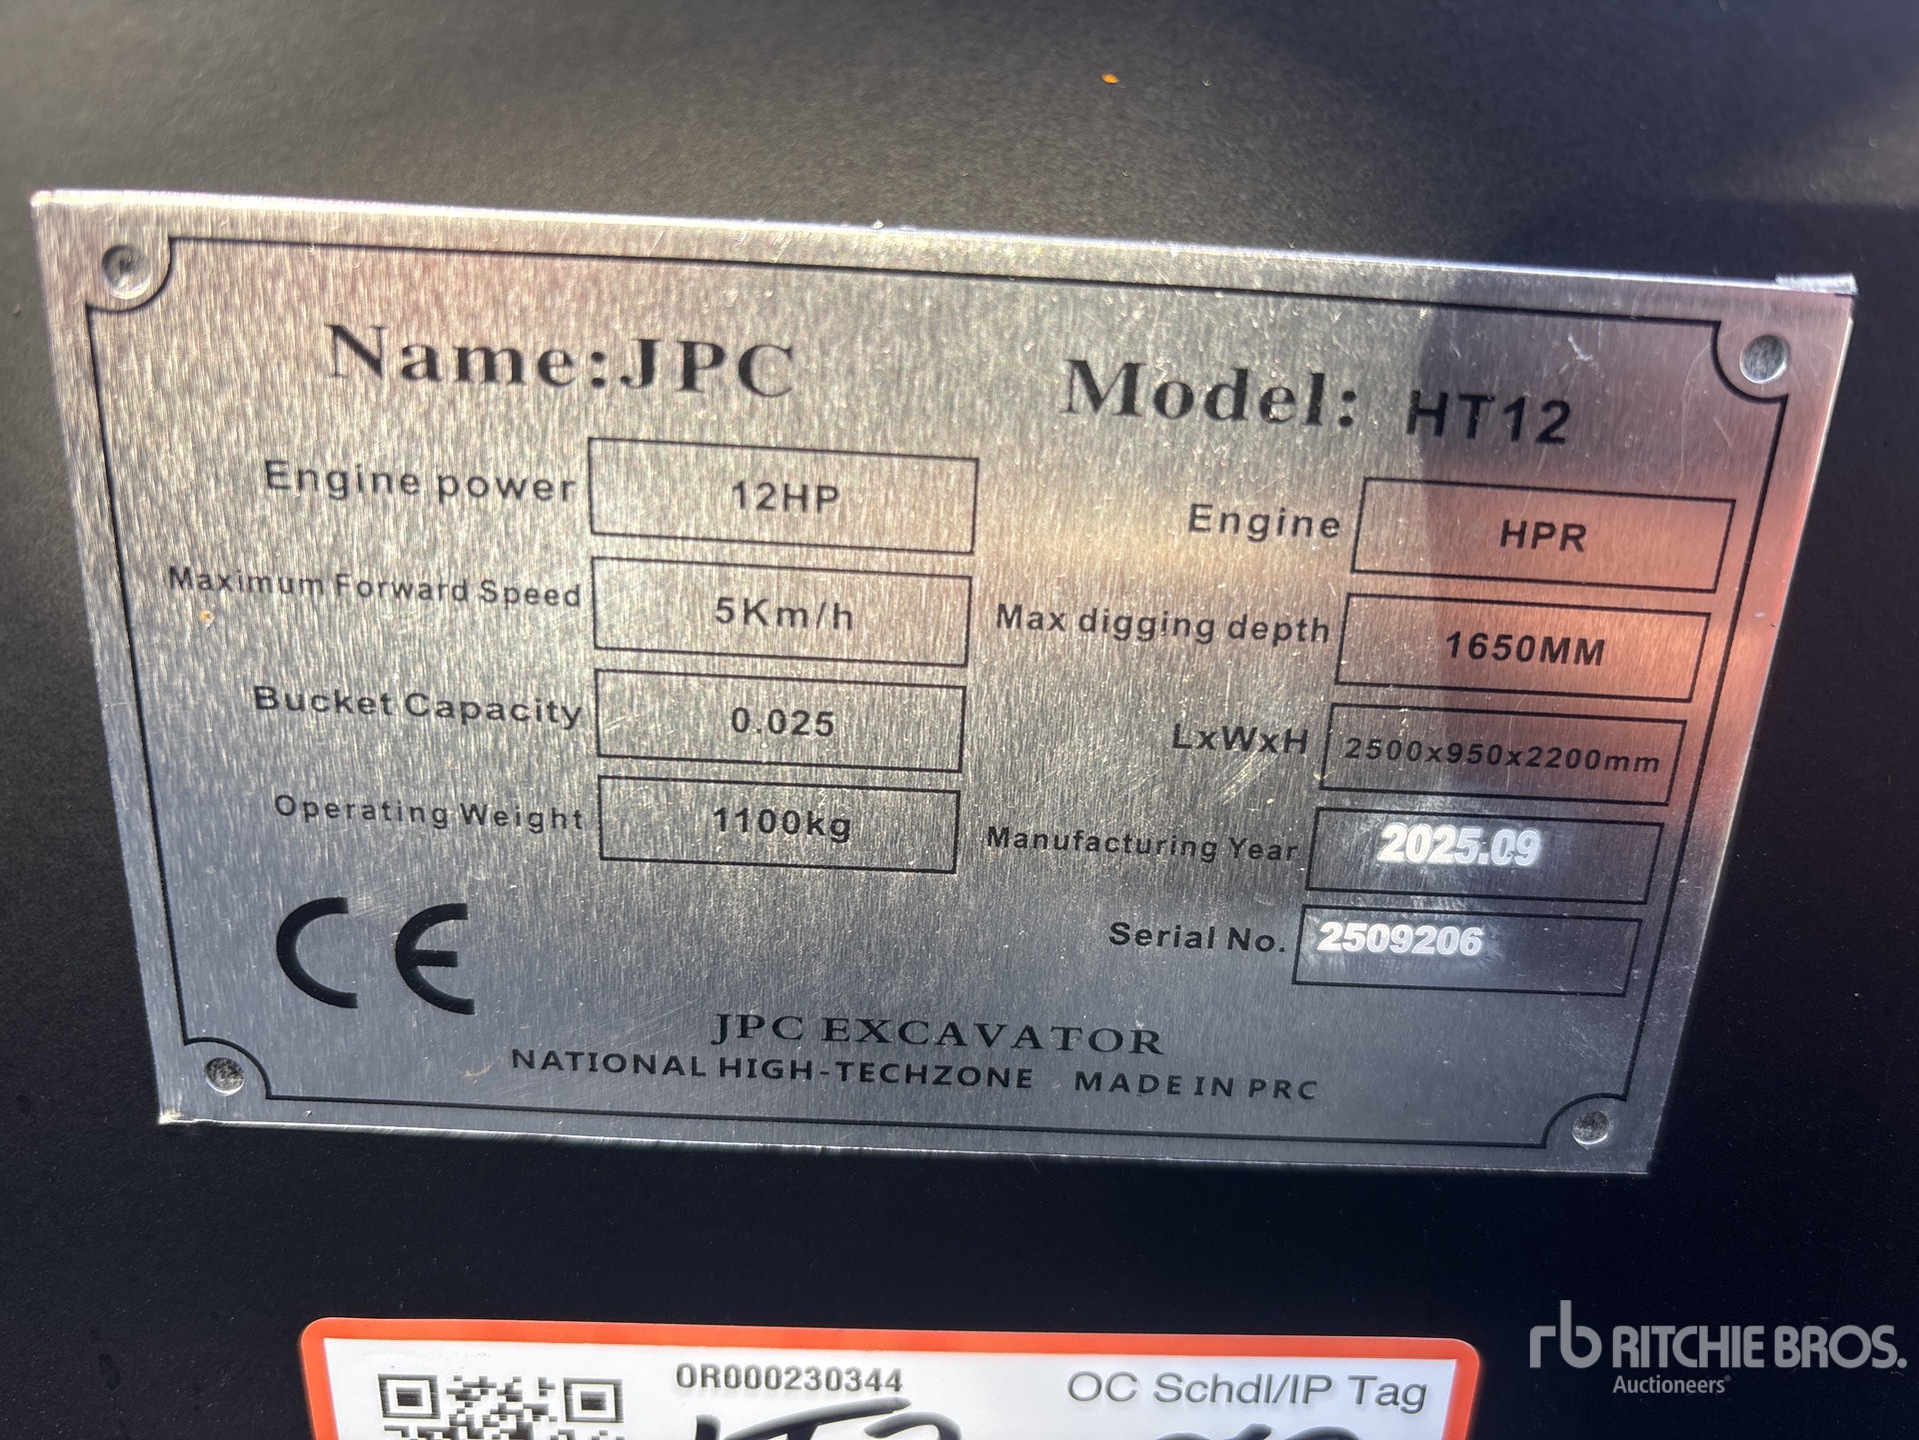 Name:JPC Model: HT12
Engine power 12HP Engine HPR
Maximum Forward Speed 5Km/h Max digging depth 1650MM
Bucket Capacity 0.025 LxWxH 2500x950x2200mm
Operating Weight 1100kg Manufacturing Year 2025.09
Serial No. 2509206
CE
JPC EXCAVATOR
NATIONAL HIGH-TECHZONE MADE IN PRC
OR000230344 OC Schdl/IP Tag
rb RITCHIE BROS.
Auctioneers®